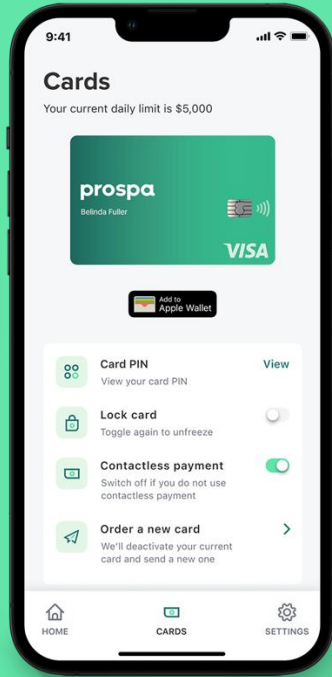 9:41
Cards
Your current daily limit is $5,000
prospa
Belinda Fuller
VISA
Add to
Apple Wallet
Card PIN
View
View your card PIN
Lock card
Toggle again to unfreeze
Contactless payment
Switch off if you do not use
contactless payment
Order a new card
We'll deactivate your current
card and send a new one
HOME
CARDS
SETTINGS